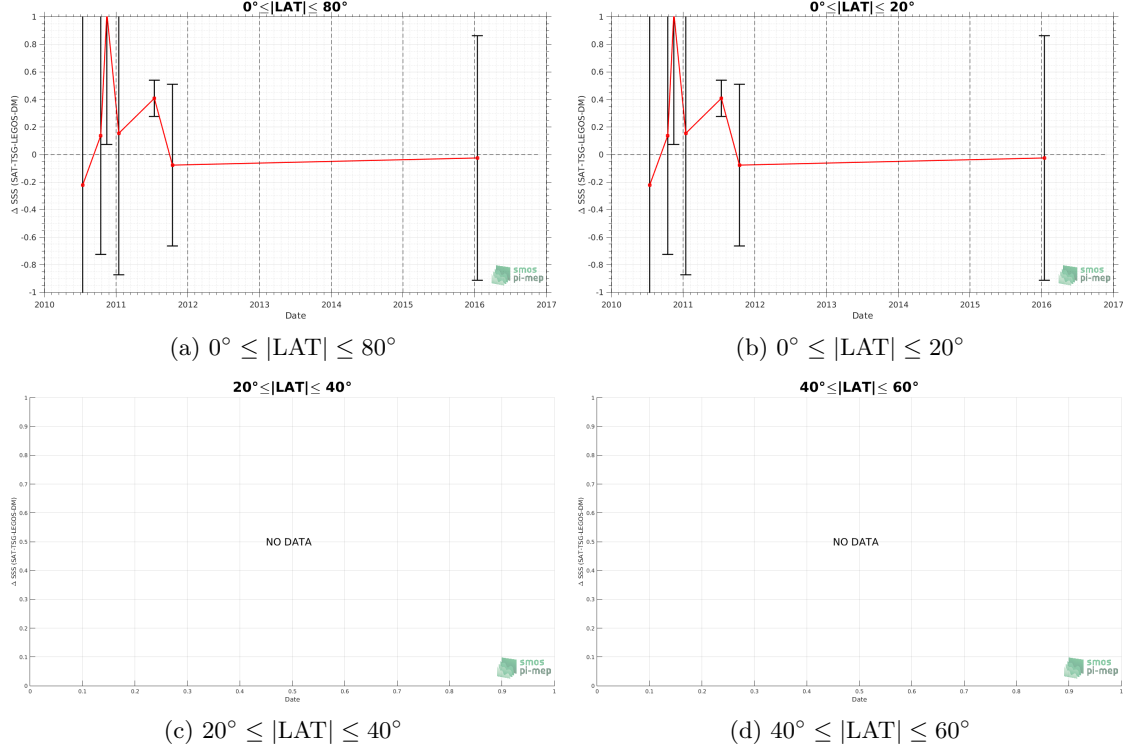 0°≤|LAT|≤ 80°
1
0.8
0.6
0.4
0.2
0
-0.2
-0.4
-0.6
-0.8
-1
Δ SSS (SAT-TSG-LEGOS-DM)
2010 2011 2012 2013 2014 2015 2016 2017
Date
smos
pi-mep
(a) 0° ≤ |LAT| ≤ 80°
0°≤|LAT|≤ 20°
1
0.8
0.6
0.4
0.2
0
-0.2
-0.4
-0.6
-0.8
-1
Δ SSS (SAT-TSG-LEGOS-DM)
2010 2011 2012 2013 2014 2015 2016 2017
Date
smos
pi-mep
(b) 0° ≤ |LAT| ≤ 20°
20°≤|LAT|≤ 40°
1
0.9
0.8
0.7
0.6
0.5
0.4
0.3
0.2
0.1
0
Δ SSS (SAT-TSG-LEGOS-DM)
NO DATA
0 0.1 0.2 0.3 0.4 0.5 0.6 0.7 0.8 0.9 1
Date
smos
pi-mep
(c) 20° ≤ |LAT| ≤ 40°
40°≤|LAT|≤ 60°
1
0.9
0.8
0.7
0.6
0.5
0.4
0.3
0.2
0.1
0
Δ SSS (SAT-TSG-LEGOS-DM)
NO DATA
0 0.1 0.2 0.3 0.4 0.5 0.6 0.7 0.8 0.9 1
Date
smos
pi-mep
(d) 40° ≤ |LAT| ≤ 60°